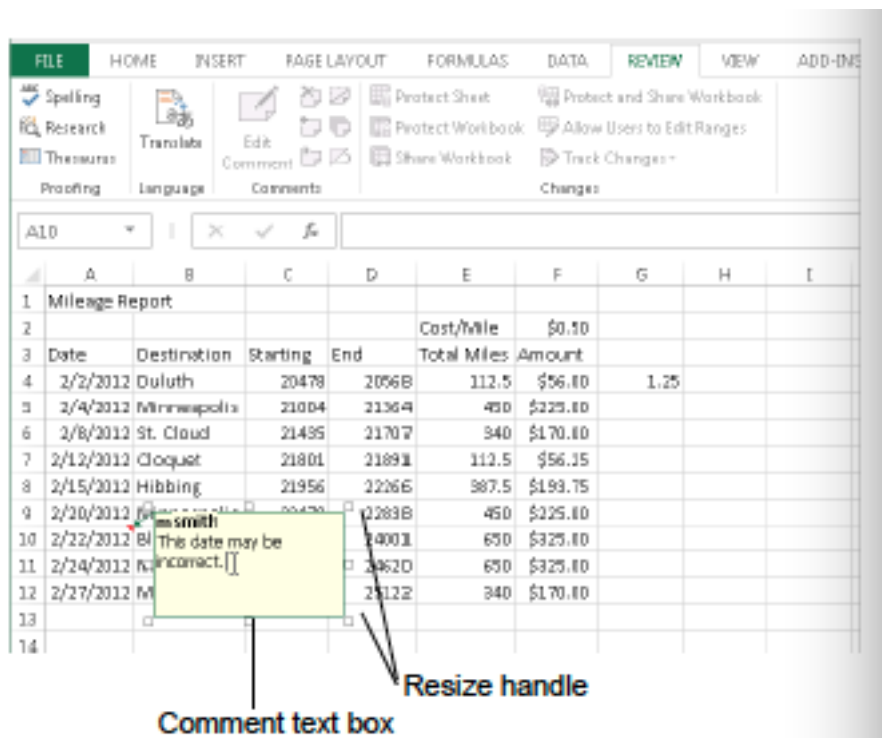 FILE HOME INSERT PAGE LAYOUT FORMULAS DATA REVIEW VIEW ADD-INS
Spelling
Research
Thesaurus
Proofing
Translate
Language
Edit
Comment
Comments
Protect Sheet
Protect Workbook
Share Workbook
Protect and Share Workbook
Allow Users to Edit Ranges
Track Changes
Changes
A10 fx
A B C D E F G H I
1 Mileage Report
2 Cost/Mile $0.50
3 Date Destination Starting End Total Miles Amount
4 2/2/2012 Duluth 20478 20568 112.5 1.25
5 2/4/2012 Minneapolis 21004 21364 450 $225.00
6 2/8/2012 St. Cloud 21435 21707 340 $170.00
7 2/12/2012 Cloquet 21801 21891 112.5 $56.25
8 2/15/2012 Hibbing 21956 22266 387.5 $193.75
9 2/20/2012 22838 450 $225.00
10 2/22/2012 Bl 24001 650 $325.00
11 2/24/2012 24620 650 $325.00
12 2/27/2012 M 25122 340 $170.00
13
14
msmith
This date may be
incorrect.
Resize handle
Comment text box